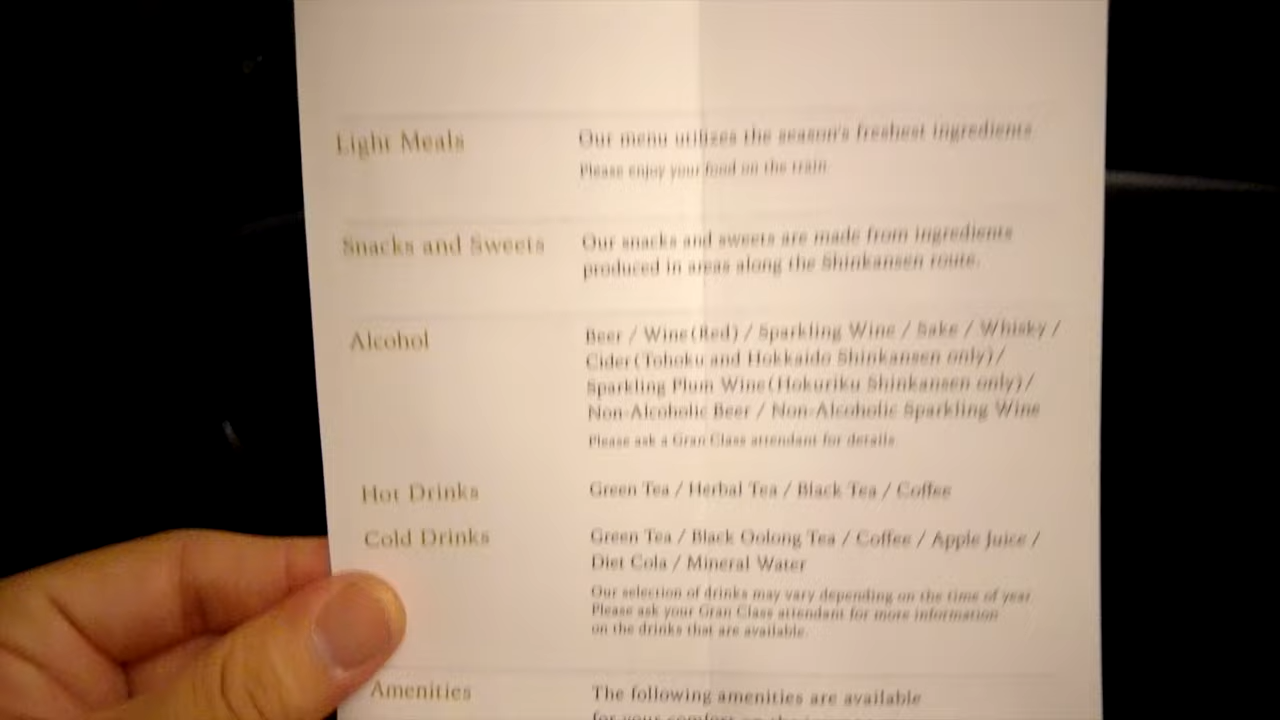 Light Meals
Our menu utilizes the season's freshest ingredients
Please enjoy your food on the train.
Snacks and Sweets
Our snacks and sweets are made from ingredients
produced in areas along the Shinkansen route.
Alcohol
Beer / Wine(Red) / Sparkling Wine / Sake / Whisky /
Cider(Tohoku and Hokkaido Shinkansen only) /
Sparkling Plum Wine(Hokuriku Shinkansen only) /
Non-Alcoholic Beer / Non-Alcoholic Sparkling Wine
Please ask a Gran Class attendant for details.
Hot Drinks
Green Tea / Herbal Tea / Black Tea / Coffee
Cold Drinks
Green Tea / Black Oolong Tea / Coffee / Apple Juice /
Diet Cola / Mineral Water
Our selection of drinks may vary depending on the time of year.
Please ask your Gran Class attendant for more information
on the drinks that are available.
Amenities
The following amenities are available
for your comfort on the